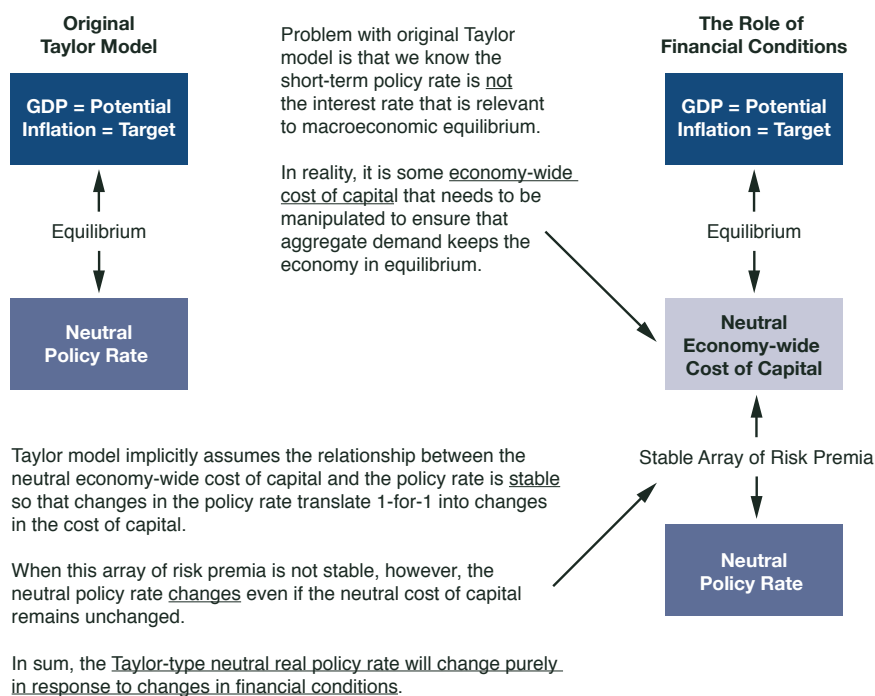 Original
Taylor Model
GDP = Potential
Inflation = Target
Equilibrium
Neutral
Policy Rate
Problem with original Taylor
model is that we know the
short-term policy rate is not
the interest rate that is relevant
to macroeconomic equilibrium.
In reality, it is some economy-wide
cost of capital that needs to be
manipulated to ensure that
aggregate demand keeps the
economy in equilibrium.
The Role of
Financial Conditions
GDP = Potential
Inflation = Target
Equilibrium
Neutral
Economy-wide
Cost of Capital
Stable Array of Risk Premia
Neutral
Policy Rate
Taylor model implicitly assumes the relationship between the
neutral economy-wide cost of capital and the policy rate is stable
so that changes in the policy rate translate 1-for-1 into changes
in the cost of capital.
When this array of risk premia is not stable, however, the
neutral policy rate changes even if the neutral cost of capital
remains unchanged.
In sum, the Taylor-type neutral real policy rate will change purely
in response to changes in financial conditions.